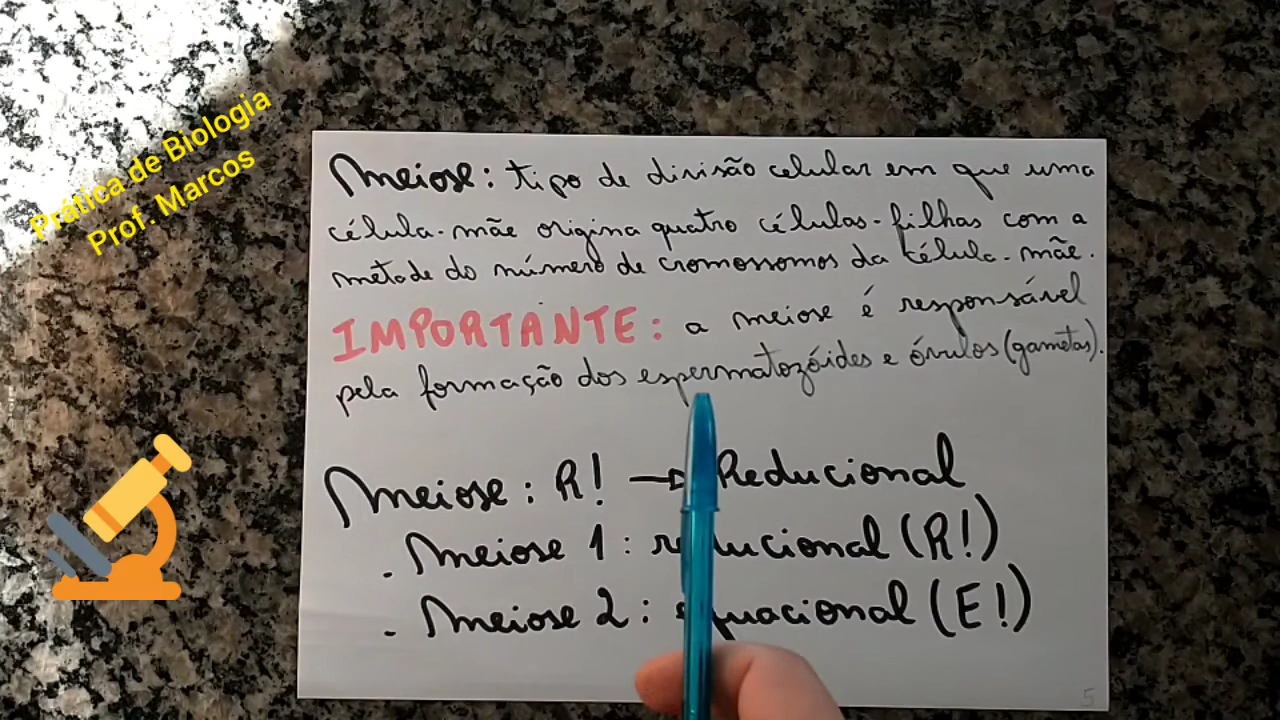 Prática de Biologia
Prof. Marcos
Meiose: tipo de divisão celular em que uma
célula-mãe origina quatro células-filhas com a
metade do número de cromossomos da célula-mãe.
IMPORTANTE: a meiose é responsável
pela formação dos espermatozóides e óvulos (gametas).
Meiose: R! → Reducional
. Meiose 1: reducional (R!)
. Meiose 2: equacional (E!)
5